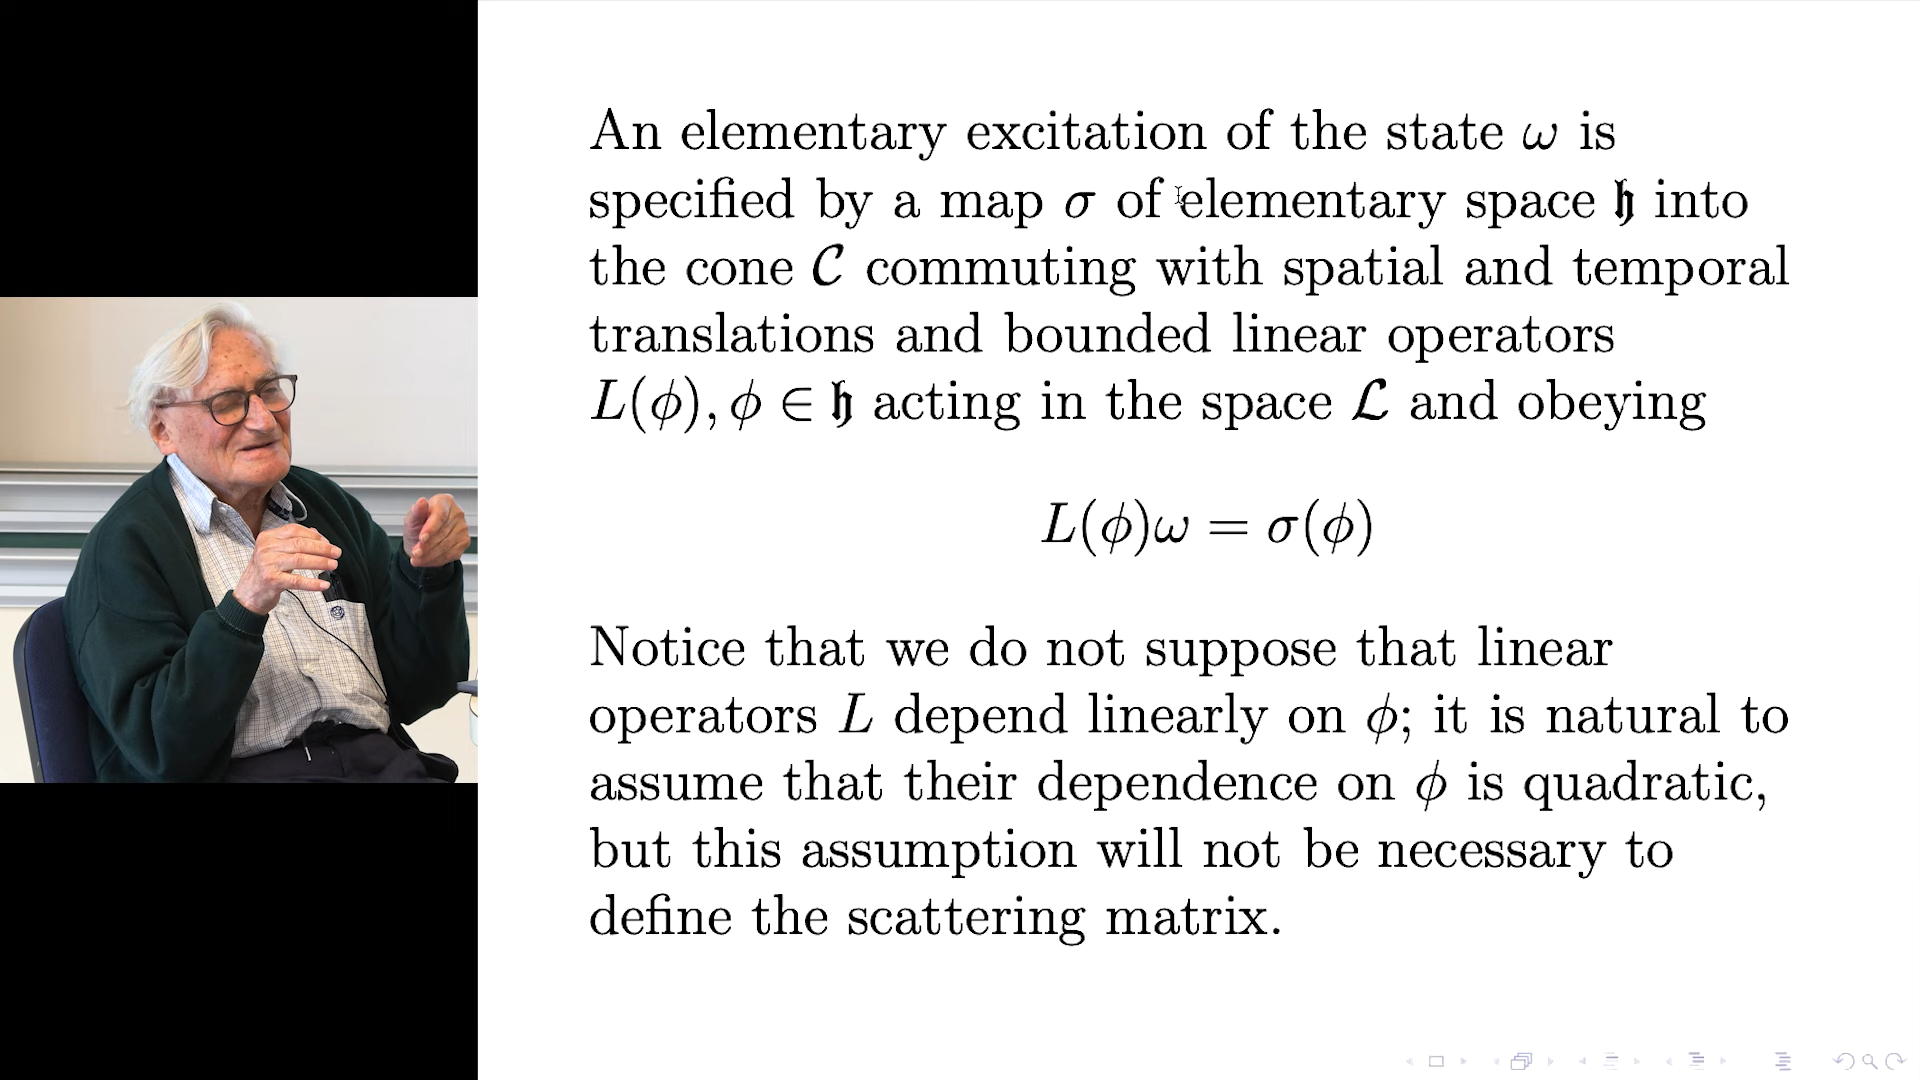 An elementary excitation of the state ω is
specified by a map σ of elementary space 𝔥 into
the cone 𝒞 commuting with spatial and temporal
translations and bounded linear operators
L(ϕ), ϕ ∈ 𝔥 acting in the space ℒ and obeying
L(ϕ)ω = σ(ϕ)
Notice that we do not suppose that linear
operators L depend linearly on ϕ; it is natural to
assume that their dependence on ϕ is quadratic,
but this assumption will not be necessary to
define the scattering matrix.